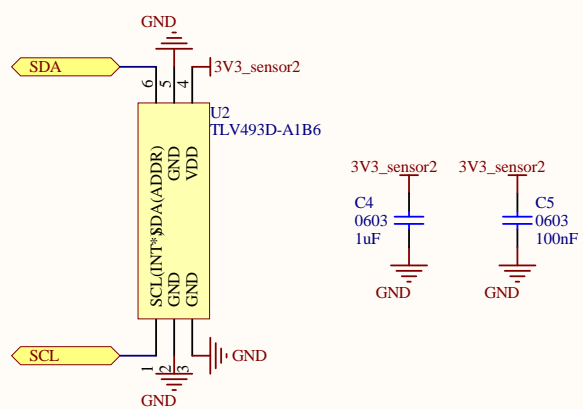 GND
SDA
3V3_sensor2
6
5
4
U2
TLV493D-A1B6
SCL(INT*)
SDA(ADDR)
GND
VDD
GND
GND
3V3_sensor2
C4
0603
1uF
GND
3V3_sensor2
C5
0603
100nF
GND
SCL
1
2
3
GND
GND